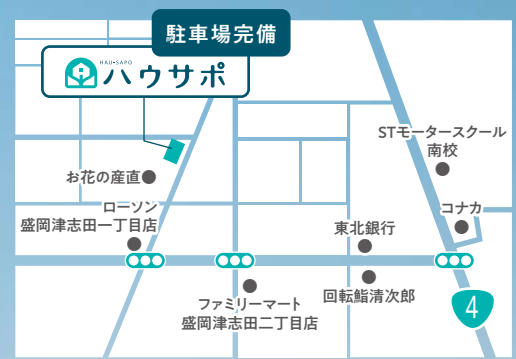 駐車場完備
HAU-SAPO
ハウサポ
STモータースクール
南校
お花の産直
コナカ
ローソン
盛岡津志田一丁目店
東北銀行
ファミリーマート
盛岡津志田二丁目店
回転鮨清次郎
4